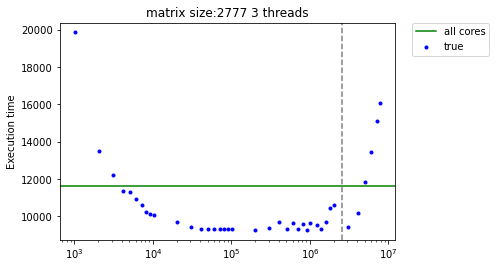 matrix size:2777 3 threads
20000
18000
16000
14000
12000
10000
Execution time
10³
10⁴
10⁵
10⁶
10⁷
all cores
true